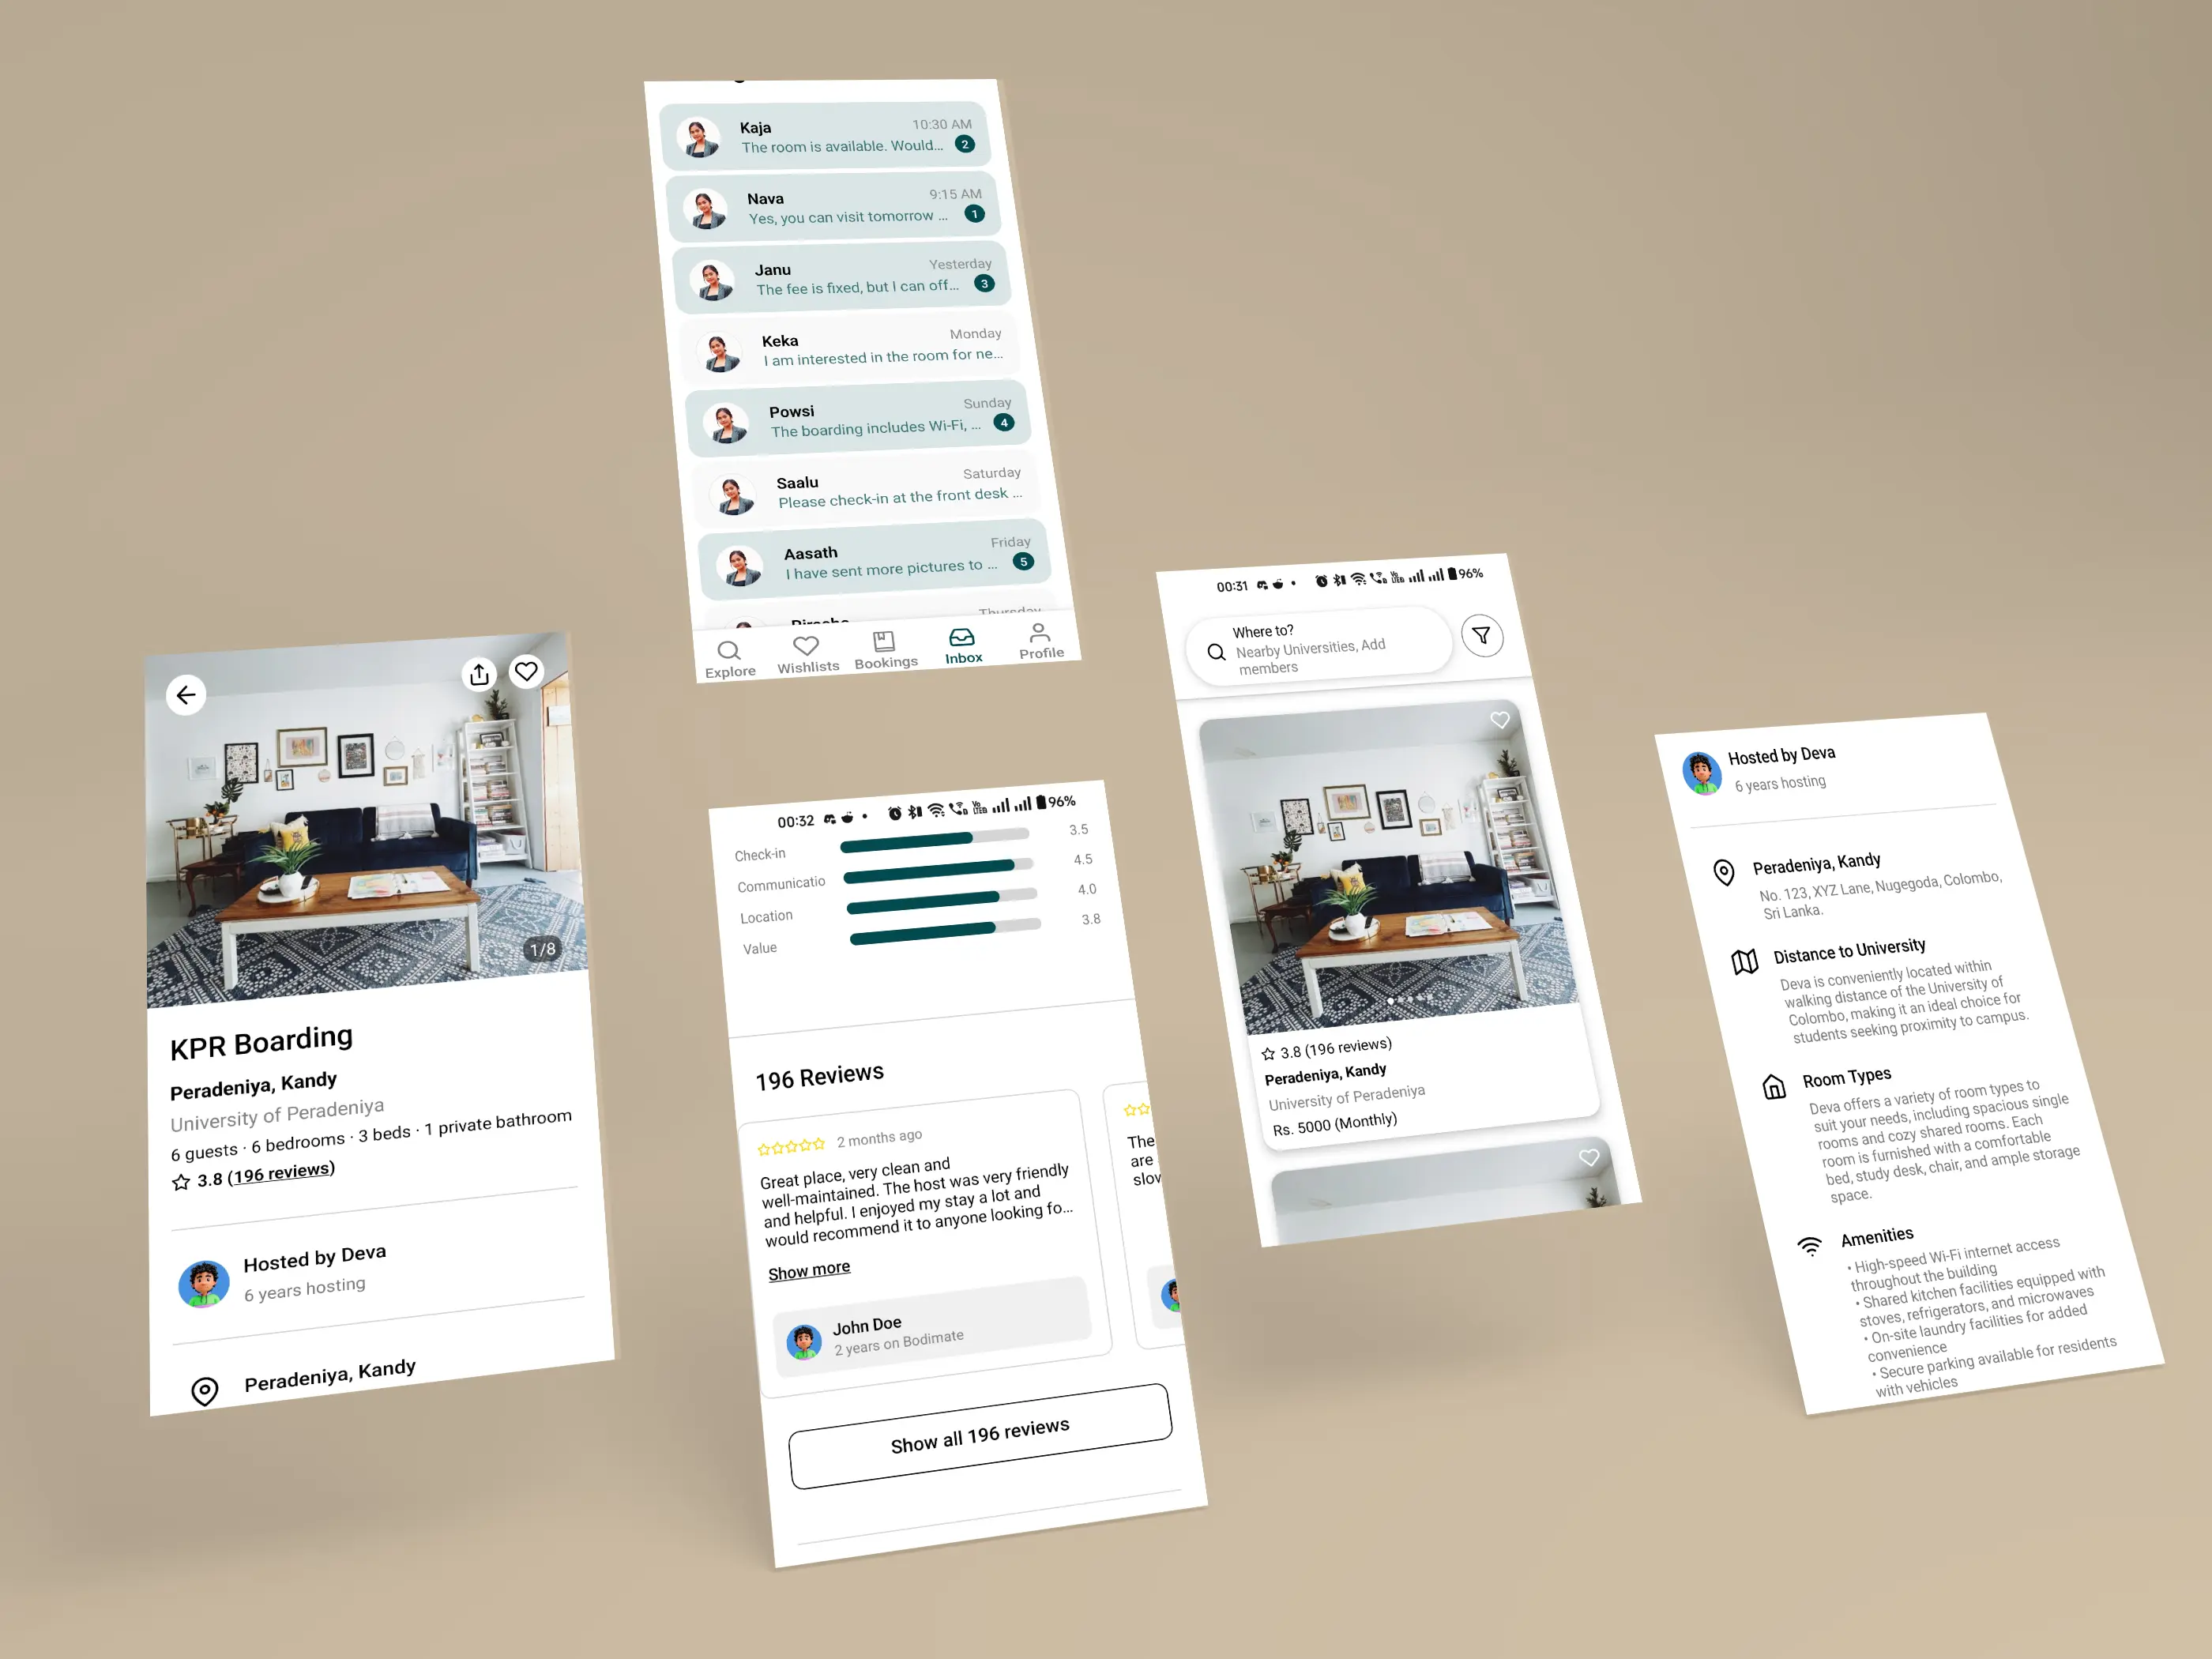 Kaja
10:30 AM
The room is available. Would...
2
Nava
9:15 AM
Yes, you can visit tomorrow ...
1
Janu
Yesterday
The fee is fixed, but I can off...
3
Keka
Monday
I am interested in the room for ne...
Powsi
Sunday
The boarding includes Wi-Fi, ...
4
Saalu
Saturday
Please check-in at the front desk ...
Aasath
Friday
I have sent more pictures to ...
5
Thursday
Explore
Wishlists
Bookings
Inbox
Profile
1/8
KPR Boarding
Peradeniya, Kandy
University of Peradeniya
6 guests · 6 bedrooms · 3 beds · 1 private bathroom
3.8 (196 reviews)
Hosted by Deva
6 years hosting
Peradeniya, Kandy
00:32
96%
Check-in
3.5
Communicatio
4.5
Location
4.0
Value
3.8
196 Reviews
2 months ago
Great place, very clean and
well-maintained. The host was very friendly
and helpful. I enjoyed my stay a lot and
would recommend it to anyone looking fo...
Show more
John Doe
2 years on Bodimate
The
are
slow
Show all 196 reviews
00:31
96%
Where to?
Nearby Universities, Add
members
3.8 (196 reviews)
Peradeniya, Kandy
University of Peradeniya
Rs. 5000 (Monthly)
Hosted by Deva
6 years hosting
Peradeniya, Kandy
No. 123, XYZ Lane, Nugegoda, Colombo,
Sri Lanka.
Distance to University
Deva is conveniently located within
walking distance of the University of
Colombo, making it an ideal choice for
students seeking proximity to campus.
Room Types
Deva offers a variety of room types to
suit your needs, including spacious single
rooms and cozy shared rooms. Each
room is furnished with a comfortable
bed, study desk, chair, and ample storage
space.
Amenities
• High-speed Wi-Fi internet access
throughout the building
• Shared kitchen facilities equipped with
stoves, refrigerators, and microwaves
• On-site laundry facilities for added
convenience
• Secure parking available for residents
with vehicles